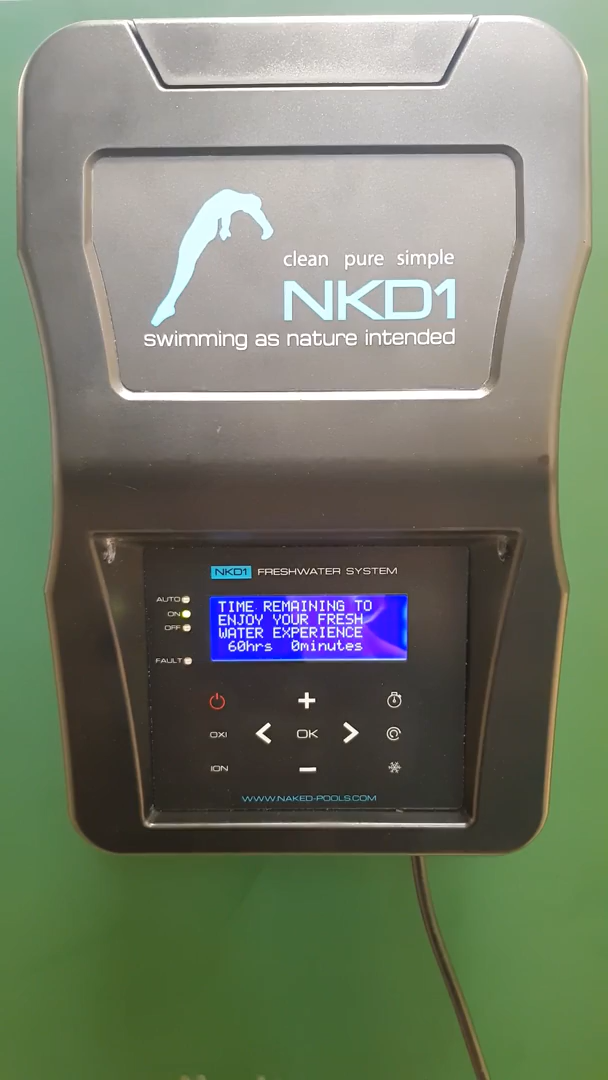 clean pure simple
NKD1
swimming as nature intended
NKD1 FRESHWATER SYSTEM
AUTO
ON
OFF
FAULT
TIME REMAINING TO
ENJOY YOUR FRESH
WATER EXPERIENCE
60hrs 0minutes
+
OXI < OK >
ION −
WWW.NAKED-POOLS.COM